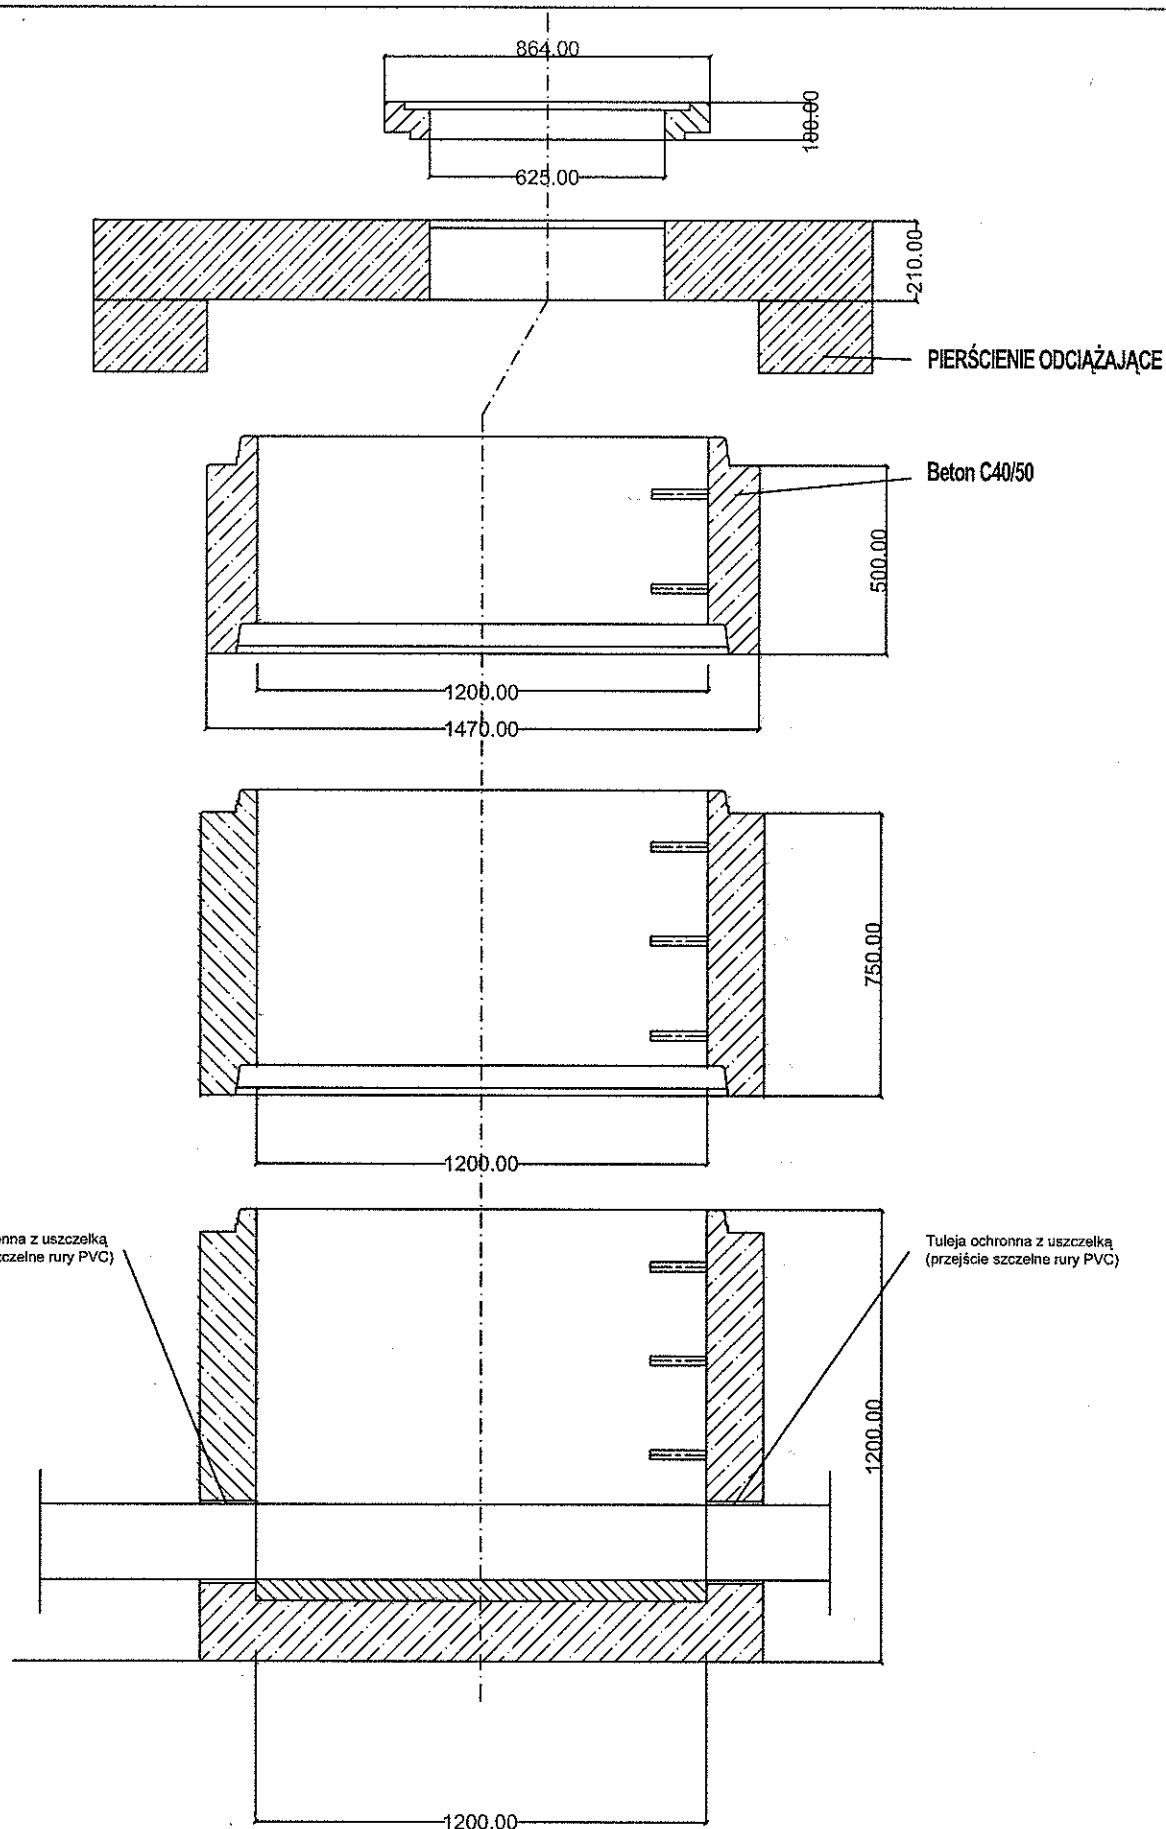 864.00
100.00
625.00
210.00
PIERŚCIENIE ODCIĄŻAJĄCE
Beton C40/50
500.00
1200.00
1470.00
750.00
1200.00
nna z uszczelką
czelne rury PVC)
Tuleja ochronna z uszczelką
(przejście szczelne rury PVC)
1200.00
1200.00